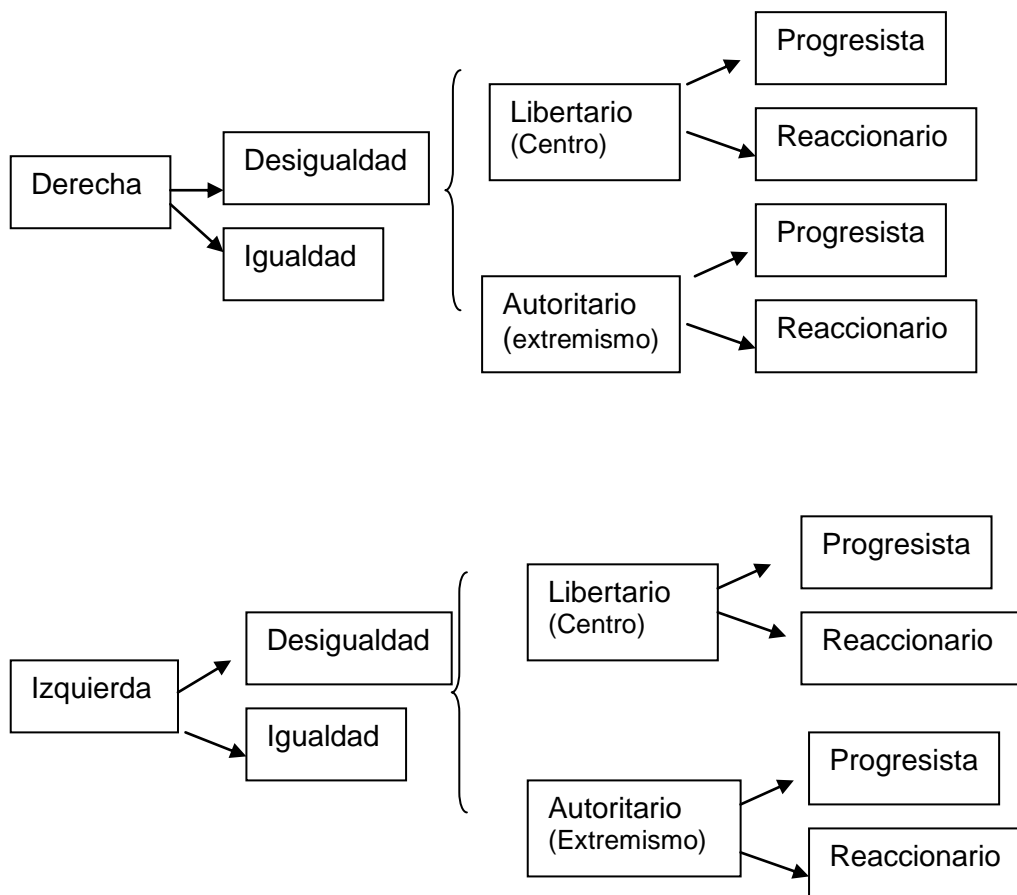 Derecha
Desigualdad
Igualdad
Libertario
(Centro)
Progresista
Reaccionario
Autoritario
(extremismo)
Progresista
Reaccionario
Izquierda
Desigualdad
Igualdad
Libertario
(Centro)
Progresista
Reaccionario
Autoritario
(Extremismo)
Progresista
Reaccionario